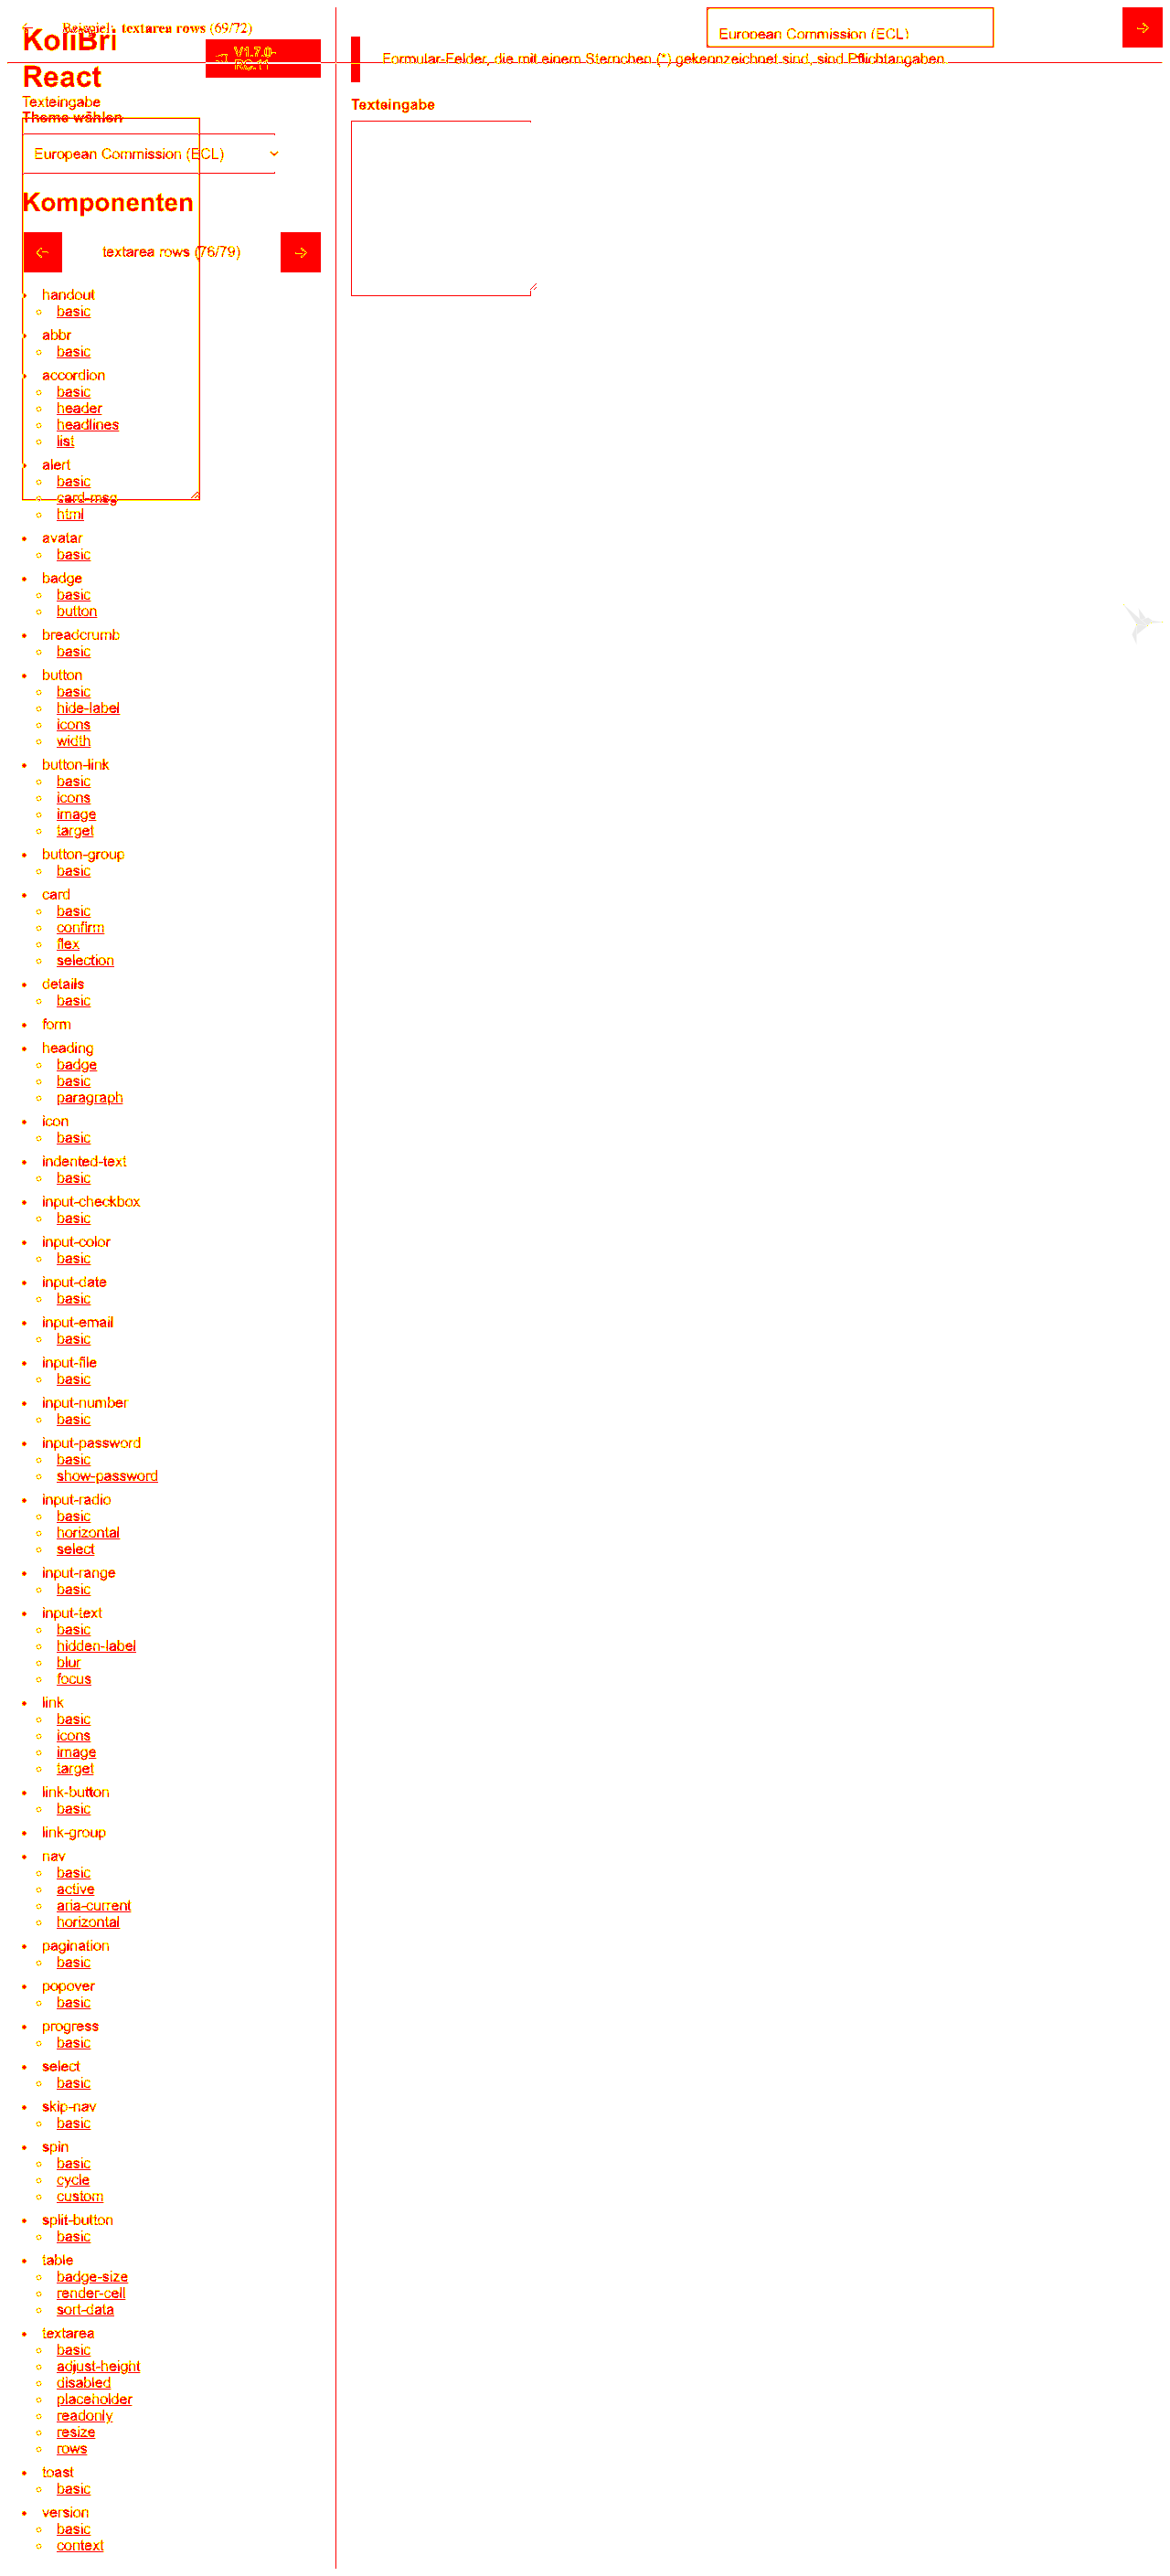 Beispiel: textarea rows (69/72)
KoliBri
React
V1.7.0-
RC.11
European Commission (ECL)
Formular-Felder, die mit einem Sternchen (*) gekennzeichnet sind, sind Pflichtangaben.
Texteingabe
Theme wählen
European Commission (ECL)
Komponenten
textarea rows (76/79)
handout
basic
abbr
basic
accordion
basic
header
headlines
list
alert
basic
card-msg
html
avatar
basic
badge
basic
button
breadcrumb
basic
button
basic
hide-label
icons
width
button-link
basic
icons
image
target
button-group
basic
card
basic
confirm
flex
selection
details
basic
form
heading
badge
basic
paragraph
icon
basic
indented-text
basic
input-checkbox
basic
input-color
basic
input-date
basic
input-email
basic
input-file
basic
input-number
basic
input-password
basic
show-password
input-radio
basic
horizontal
select
input-range
basic
input-text
basic
hidden-label
blur
focus
link
basic
icons
image
target
link-button
basic
link-group
nav
basic
active
aria-current
horizontal
pagination
basic
popover
basic
progress
basic
select
basic
skip-nav
basic
spin
basic
cycle
custom
split-button
basic
table
badge-size
render-cell
sort-data
textarea
basic
adjust-height
disabled
placeholder
readonly
resize
rows
toast
basic
version
basic
context
Texteingabe